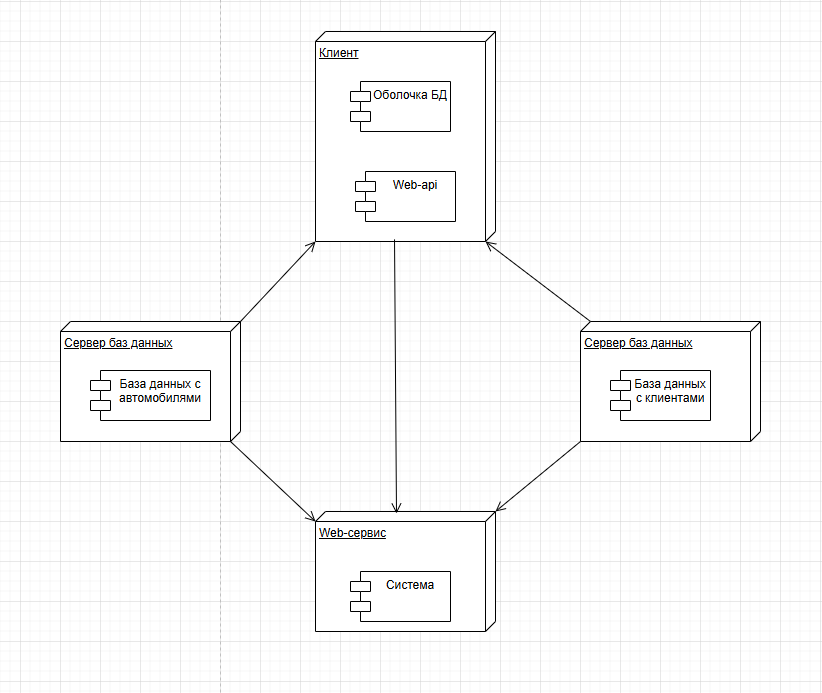 Клиент
Оболочка БД
Web-api
Сервер баз данных
База данных с
автомобилями
Сервер баз данных
База данных
с клиентами
Web-сервис
Система